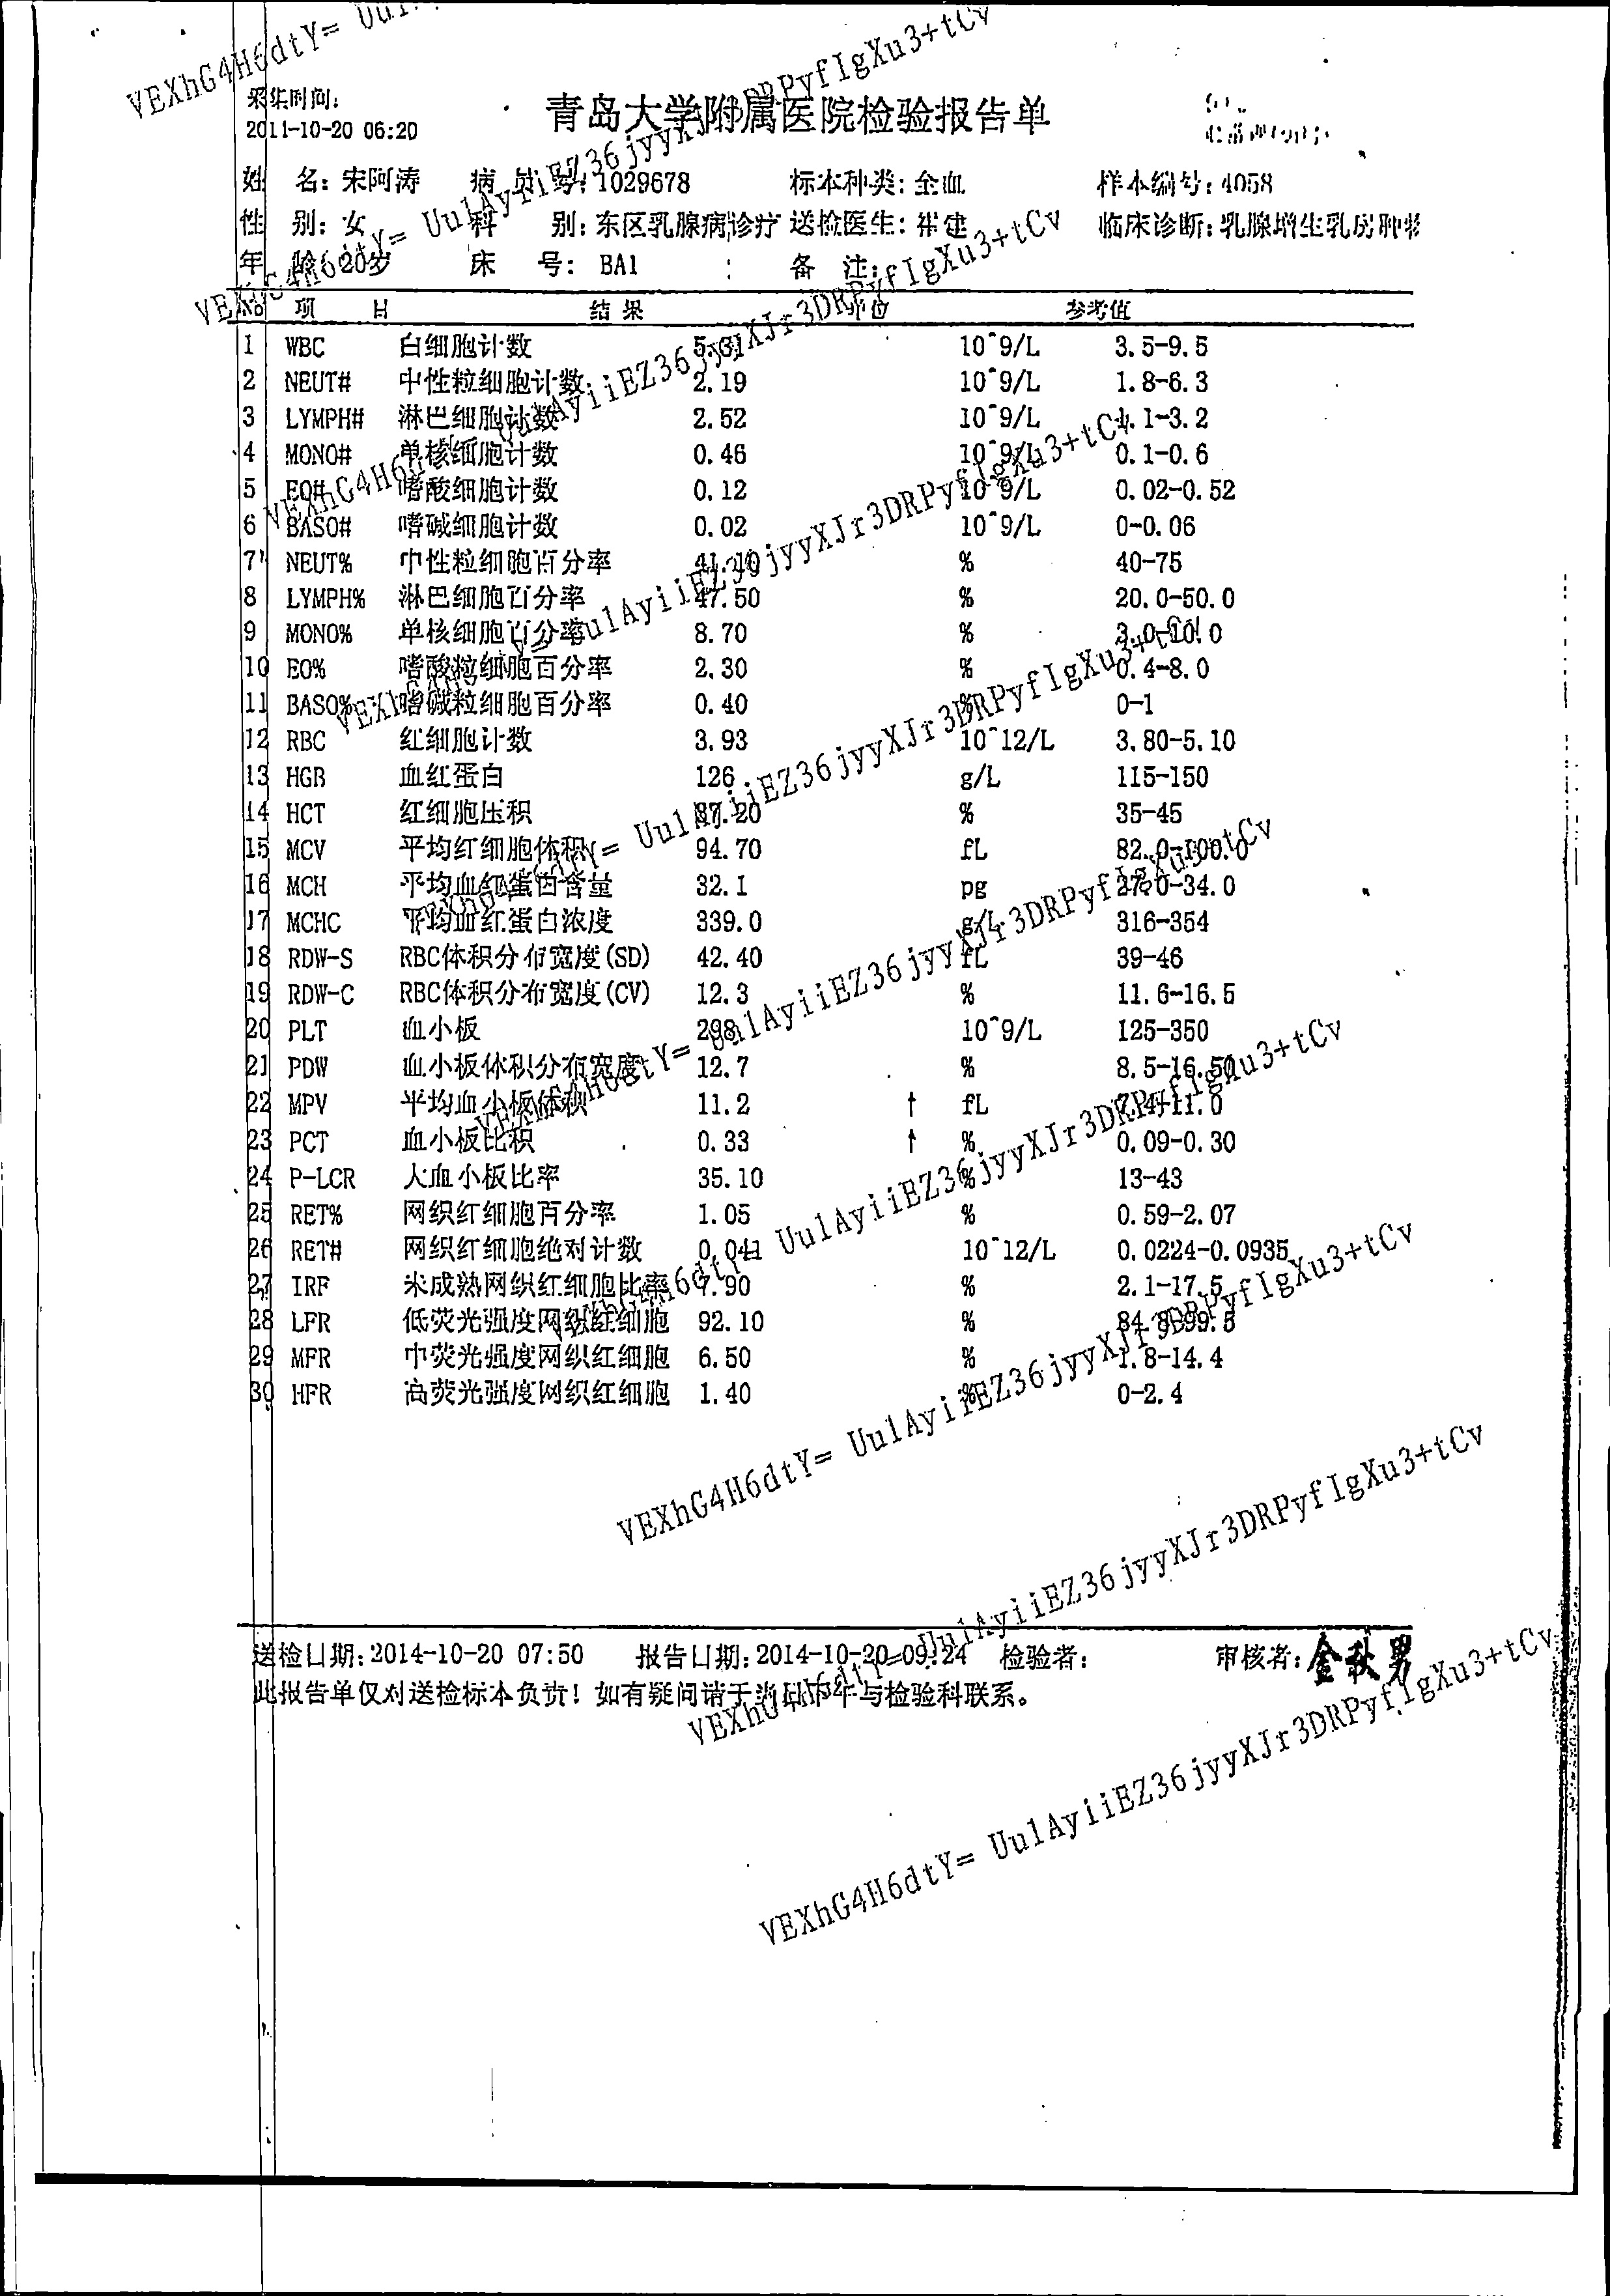 采集时间:
2011-10-20 06:20
青岛大学附属医院检验报告单
姓 名: 宋阿涛 病 员 号: 1029678 标本种类: 全血 样本编号: 4058
性 别: 女 科 别: 东区乳腺病诊疗 送检医生: 崔建 临床诊断: 乳腺增生乳房肿
年 龄: 20岁 床 号: BA1 备 注:
No 项 目 结 果 单位 参考值
1 WBC 白细胞计数 5.31 10^9/L 3.5-9.5
2 NEUT# 中性粒细胞计数 2.19 10^9/L 1.8-6.3
3 LYMPH# 淋巴细胞计数 2.52 10^9/L 1.1-3.2
4 MONO# 单核细胞计数 0.46 10^9/L 0.1-0.6
5 EO# 嗜酸细胞计数 0.12 10^9/L 0.02-0.52
6 BASO# 嗜碱细胞计数 0.02 10^9/L 0-0.06
7 NEUT% 中性粒细胞百分率 41.10 % 40-75
8 LYMPH% 淋巴细胞百分率 47.50 % 20.0-50.0
9 MONO% 单核细胞百分率 8.70 % 3.0-10.0
10 EO% 嗜酸粒细胞百分率 2.30 % 0.4-8.0
11 BASO% 嗜碱粒细胞百分率 0.40 % 0-1
12 RBC 红细胞计数 3.93 10^12/L 3.80-5.10
13 HGB 血红蛋白 126 g/L 115-150
14 HCT 红细胞压积 37.20 % 35-45
15 MCV 平均红细胞体积 94.70 fL 82.0-100.0
16 MCH 平均血红蛋白含量 32.1 pg 27.0-34.0
17 MCHC 平均血红蛋白浓度 339.0 g/L 316-354
18 RDW-S RBC体积分布宽度(SD) 42.40 fL 39-46
19 RDW-C RBC体积分布宽度(CV) 12.3 % 11.6-16.5
20 PLT 血小板 298 10^9/L 125-350
21 PDW 血小板体积分布宽度 12.7 % 8.5-16.50
22 MPV 平均血小板体积 11.2 ↑ fL 7.4-11.0
23 PCT 血小板比积 0.33 ↑ % 0.09-0.30
24 P-LCR 大血小板比率 35.10 % 13-43
25 RET% 网织红细胞百分率 1.05 % 0.59-2.07
26 RET# 网织红细胞绝对计数 0.041 10^12/L 0.0224-0.0935
27 IRF 未成熟网织红细胞比率 7.90 % 2.1-17.5
28 LFR 低荧光强度网织红细胞 92.10 % 84.8-99.5
29 MFR 中荧光强度网织红细胞 6.50 % 1.8-14.4
30 HFR 高荧光强度网织红细胞 1.40 % 0-2.4
送检日期: 2014-10-20 07:50 报告日期: 2014-10-20 09:24 检验者: 审核者: 金秋男
此报告单仅对送检标本负责! 如有疑问请于当日下午与检验科联系。
VEXhG4H6dtY= Uu1AyiiEZ36jyyXJr3DRPyfIgXu3+tCv